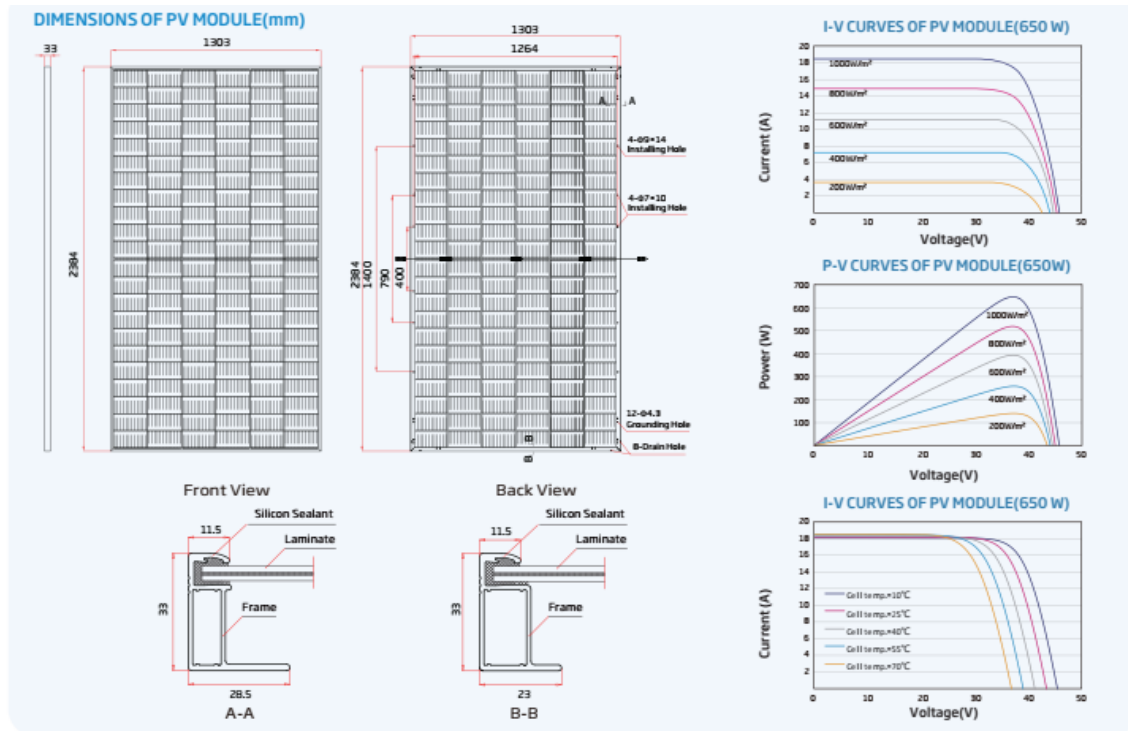 DIMENSIONS OF PV MODULE(mm)
33
1303
2384
Front View
1303
1264
A A
4-Ø9×14
Installing Hole
4-Ø7×10
Installing Hole
2384
1400
790
400
12-Ø4.3
Grounding Hole
8-Drain Hole
B
B
Back View
11.5
Silicon Sealant
Laminate
Frame
33
28.5
A-A
11.5
Silicon Sealant
Laminate
Frame
33
23
B-B
I-V CURVES OF PV MODULE(650 W)
Current (A)
20
18
16
14
12
10
8
6
4
2
1000W/m²
800W/m²
600W/m²
400W/m²
200W/m²
0 10 20 30 40 50
Voltage(V)
P-V CURVES OF PV MODULE(650W)
Power (W)
700
600
500
400
300
200
100
1000W/m²
800W/m²
600W/m²
400W/m²
200W/m²
0 10 20 30 40 50
Voltage(V)
I-V CURVES OF PV MODULE(650 W)
Current (A)
20
18
16
14
12
10
8
6
4
2
Cell temp.=10℃
Cell temp.=25℃
Cell temp.=40℃
Cell temp.=55℃
Cell temp.=70℃
0 10 20 30 40 50
Voltage(V)